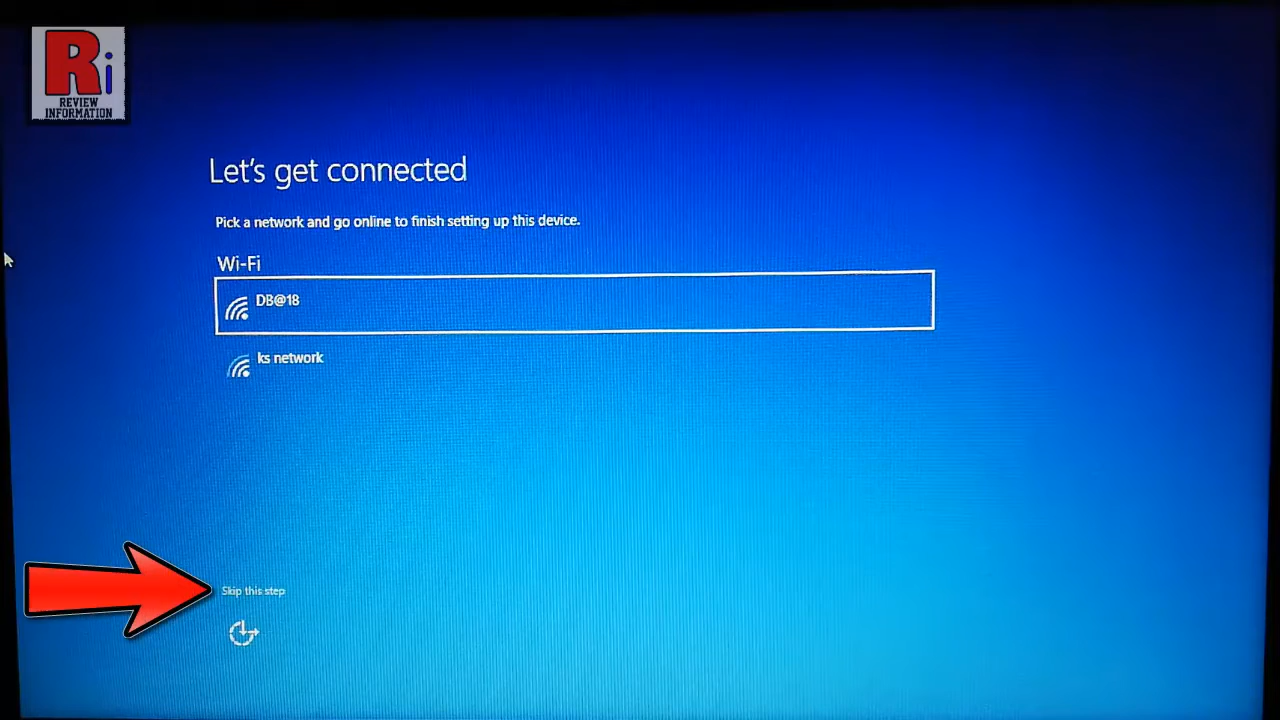 Ri
REVIEW
INFORMATION
Let's get connected
Pick a network and go online to finish setting up this device.
Wi-Fi
DB@18
ks network
Skip this step